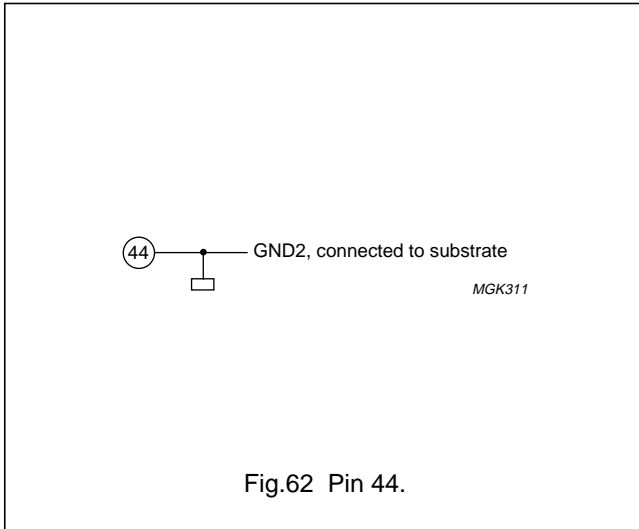 44 GND2, connected to substrate
MGK311
Fig.62 Pin 44.